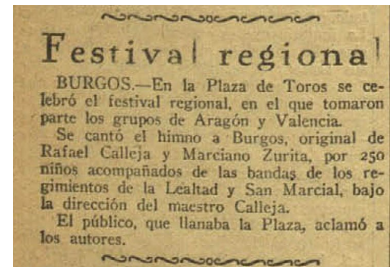 Festival regional
BURGOS.—En la Plaza de Toros se ce-
lebró el festival regional, en el que tomaron
parte los grupos de Aragón y Valencia.
Se cantó el himno a Burgos, original de
Rafael Calleja y Marciano Zurita, por 250
niños acompañados de las bandas de los re-
gimientos de la Lealtad y San Marcial, bajo
la dirección del maestro Calleja.
El público, que llanaba la Plaza, aclamó a
los autores.